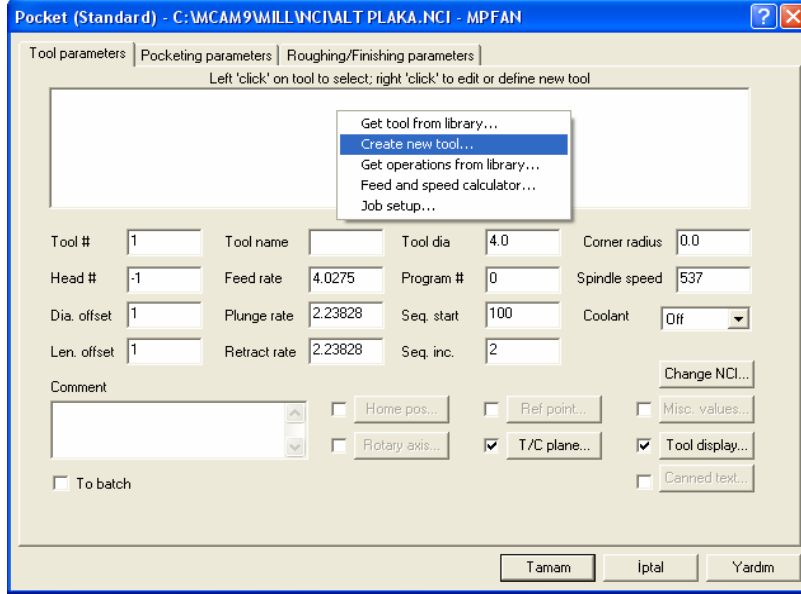 Pocket (Standard) - C:\MCAM9\MILL\NCI\ALT PLAKA.NCI - MPFAN
Tool parameters Pocketing parameters Roughing/Finishing parameters
Left 'click' on tool to select; right 'click' to edit or define new tool
Get tool from library...
Create new tool...
Get operations from library...
Feed and speed calculator...
Job setup...
Tool # 1 Tool name Tool dia 4.0 Corner radius 0.0
Head # -1 Feed rate 4.0275 Program # 0 Spindle speed 537
Dia. offset 1 Plunge rate 2.23828 Seq. start 100 Coolant Off
Len. offset 1 Retract rate 2.23828 Seq. inc. 2
Change NCI...
Comment
Home pos... Ref point... Misc. values...
Rotary axis... T/C plane... Tool display...
To batch Canned text...
Tamam İptal Yardım